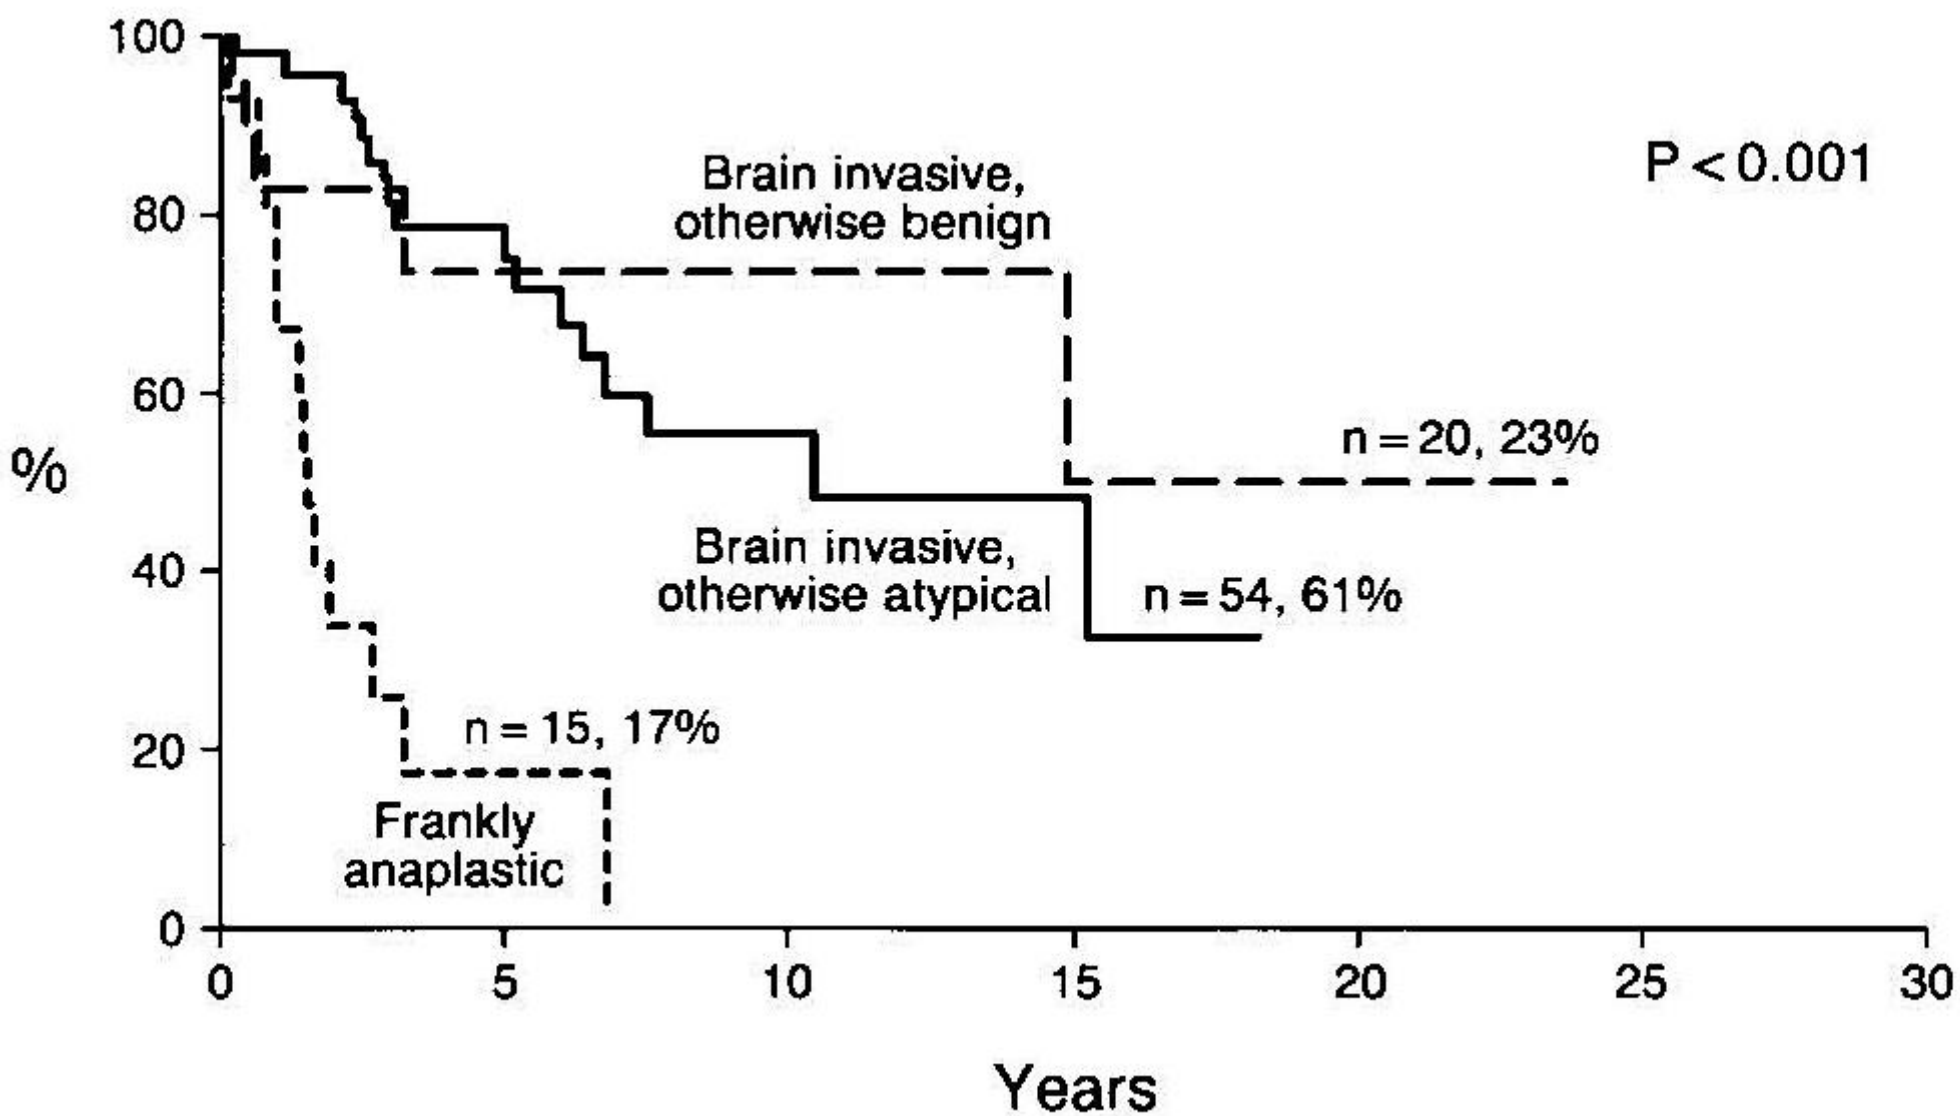 100
80
60
40
20
0
%
Brain invasive,
otherwise benign
P < 0.001
n = 20, 23%
Brain invasive,
otherwise atypical
n = 54, 61%
n = 15, 17%
Frankly
anaplastic
0 5 10 15 20 25 30
Years